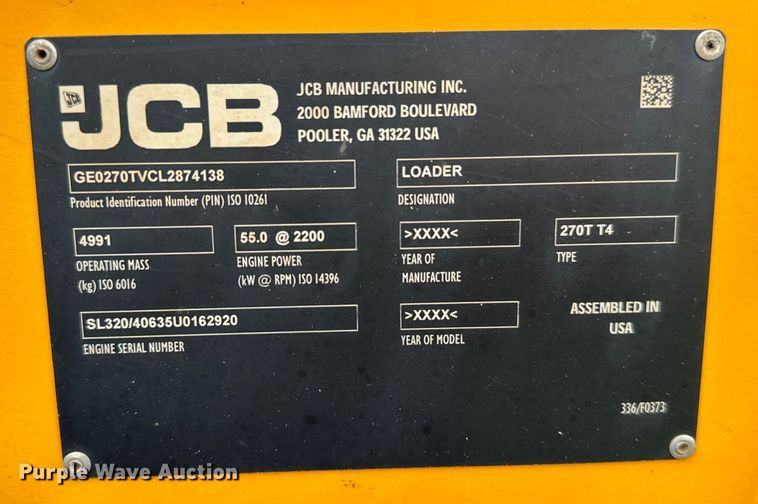 JCB
JCB MANUFACTURING INC.
2000 BAMFORD BOULEVARD
POOLER, GA 31322 USA
GE0270TVCL2874138
Product Identification Number (PIN) ISO 10261
LOADER
DESIGNATION
4991
OPERATING MASS
(kg) ISO 6016
55.0 @ 2200
ENGINE POWER
(kW @ RPM) ISO 14396
>XXXX<
YEAR OF
MANUFACTURE
270T T4
TYPE
SL320/40635U0162920
ENGINE SERIAL NUMBER
>XXXX<
YEAR OF MODEL
ASSEMBLED IN
USA
336/F0373
Purple Wave Auction